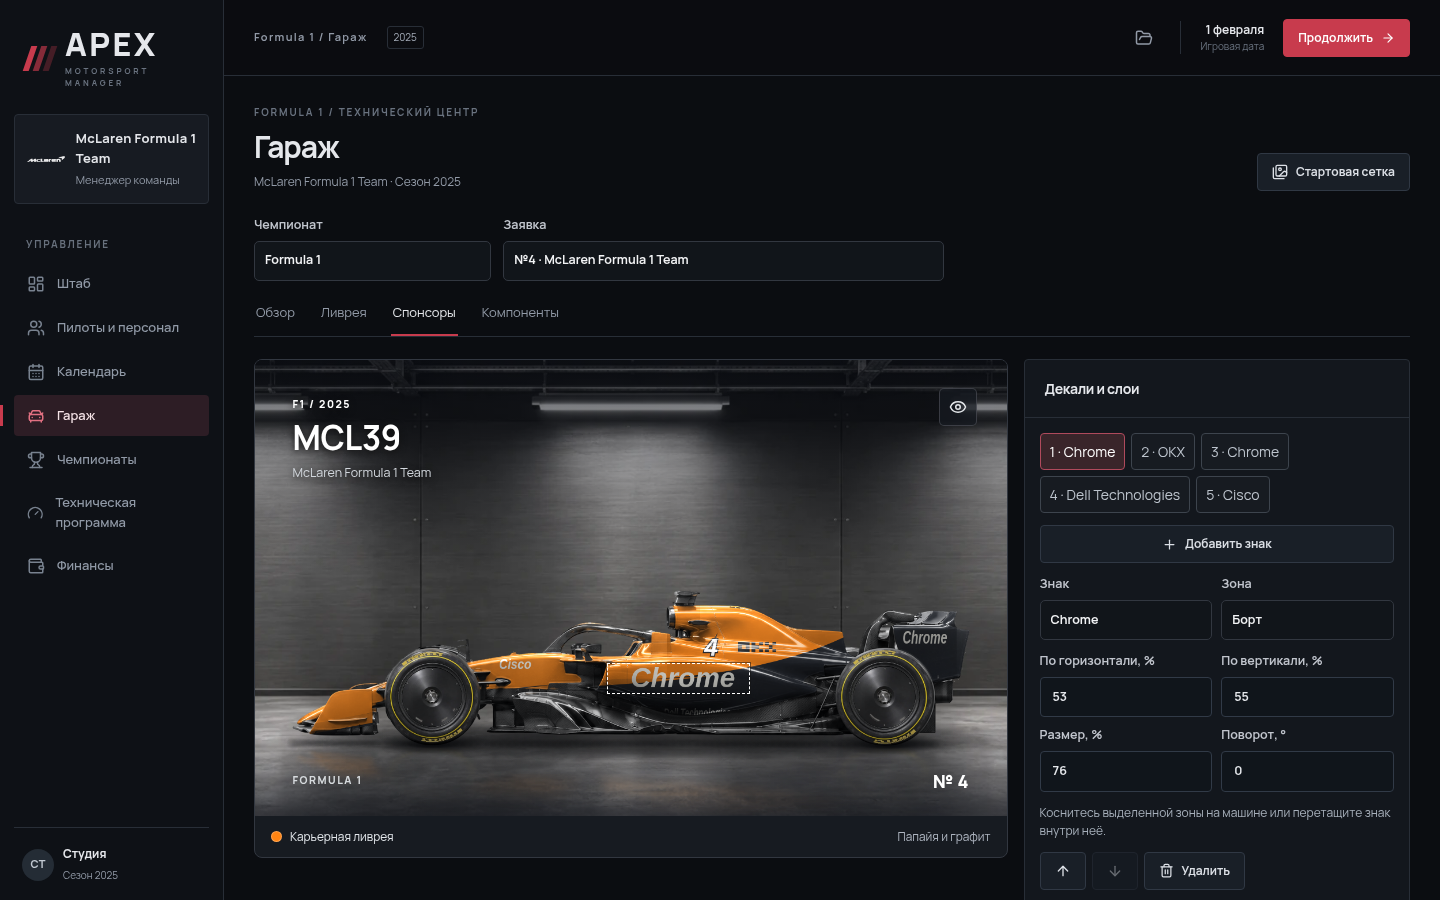 APEX
MOTORSPORT
MANAGER
Formula 1 / Гараж
2025
1 февраля
Игровая дата
Продолжить
McLaren
McLaren Formula 1
Team
Менеджер команды
FORMULA 1 / ТЕХНИЧЕСКИЙ ЦЕНТР
Гараж
McLaren Formula 1 Team · Сезон 2025
Стартовая сетка
УПРАВЛЕНИЕ
Штаб
Пилоты и персонал
Календарь
Гараж
Чемпионаты
Техническая
программа
Финансы
СТ
Студия
Сезон 2025
Чемпионат
Заявка
Formula 1
№4 · McLaren Formula 1 Team
Обзор
Ливрея
Спонсоры
Компоненты
F1 / 2025
MCL39
McLaren Formula 1 Team
4
OKX
Chrome
Cisco
Chrome
Dell Technologies
FORMULA 1
№ 4
Карьерная ливрея
Папайя и графит
Декали и слои
1 · Chrome
2 · OKX
3 · Chrome
4 · Dell Technologies
5 · Cisco
Добавить знак
Знак
Зона
Chrome
Борт
По горизонтали, %
По вертикали, %
53
55
Размер, %
Поворот, °
76
0
Коснитесь выделенной зоны на машине или перетащите знак
внутри неё.
Удалить